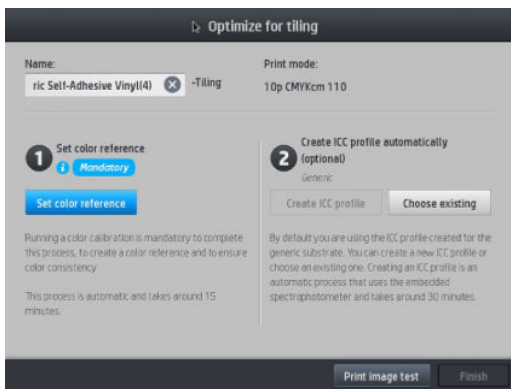 Optimize for tiling
Name:
ric Self-Adhesive Vinyl(4)
-Tiling
Print mode:
10p CMYKcm 110
1
Set color reference
i Mandatory
Set color reference
Running a color calibration is mandatory to complete
this process, to create a color reference and to ensure
color consistency
This process is automatic and takes around 15
minutes.
2
Create ICC profile automatically
(optional)
Generic
Create ICC profile
Choose existing
By default you are using the ICC profile created for the
generic substrate. You can create a new ICC profile or
choose an existing one. Creating an ICC profile is an
automatic process that uses the embedded
spectrophotometer and takes around 30 minutes.
Print image test
Finish